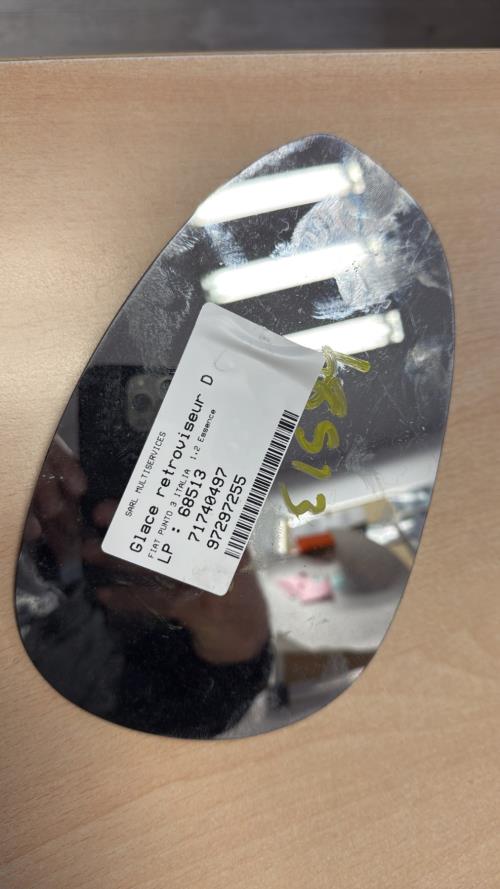 SARL MULTISERVICES
Glace retroviseur D
FIAT PUNTO 3 ITALIA 1:2 Essence
LP : 68513
71740497
97297255
68513